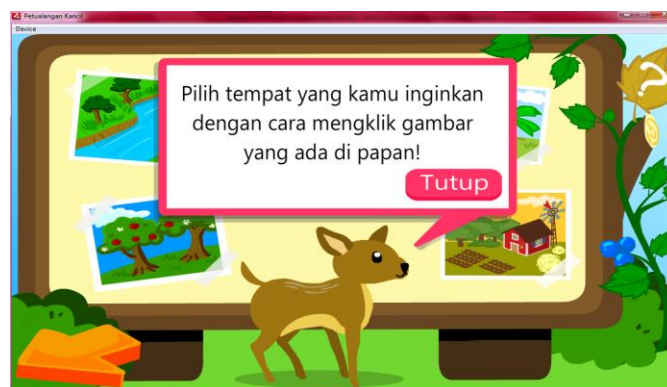 Petualangan Kancil
Device
Pilih tempat yang kamu inginkan
dengan cara mengklik gambar
yang ada di papan!
Tutup
?